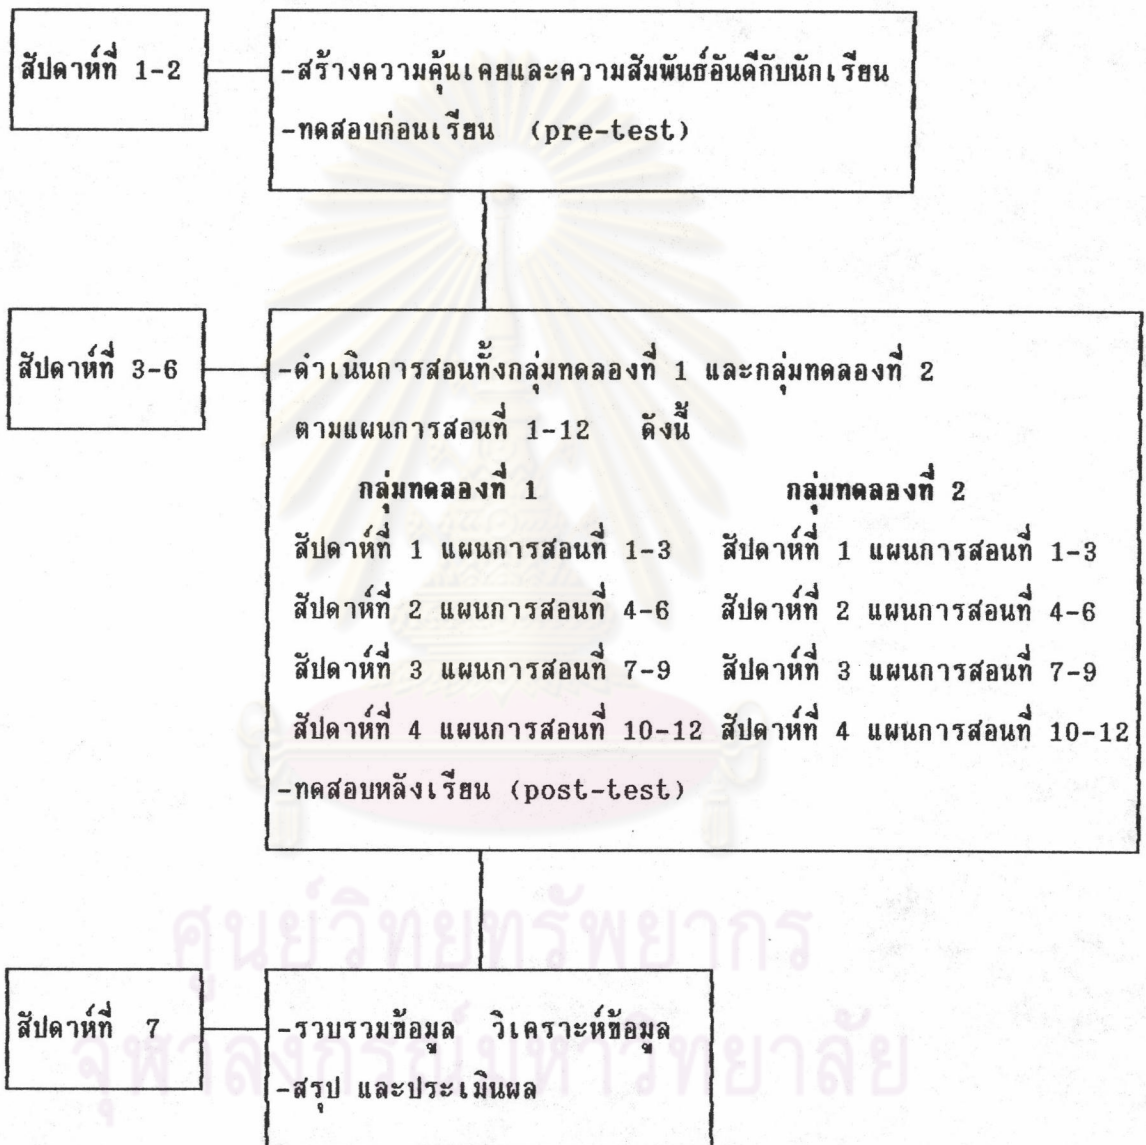 สัปดาห์ที่ 1-2
-สร้างความคุ้นเคยและความสัมพันธ์อันดีกับนักเรียน
-ทดสอบก่อนเรียน (pre-test)
สัปดาห์ที่ 3-6
-ดำเนินการสอนทั้งกลุ่มทดลองที่ 1 และกลุ่มทดลองที่ 2
ตามแผนการสอนที่ 1-12 ดังนี้
กลุ่มทดลองที่ 1 กลุ่มทดลองที่ 2
สัปดาห์ที่ 1 แผนการสอนที่ 1-3 สัปดาห์ที่ 1 แผนการสอนที่ 1-3
สัปดาห์ที่ 2 แผนการสอนที่ 4-6 สัปดาห์ที่ 2 แผนการสอนที่ 4-6
สัปดาห์ที่ 3 แผนการสอนที่ 7-9 สัปดาห์ที่ 3 แผนการสอนที่ 7-9
สัปดาห์ที่ 4 แผนการสอนที่ 10-12 สัปดาห์ที่ 4 แผนการสอนที่ 10-12
-ทดสอบหลังเรียน (post-test)
ศูนย์วิทยทรัพยากร
สัปดาห์ที่ 7
-รวบรวมข้อมูล วิเคราะห์ข้อมูล
จุฬาลงกรณ์มหาวิทยาลัย
-สรุป และประเมินผล